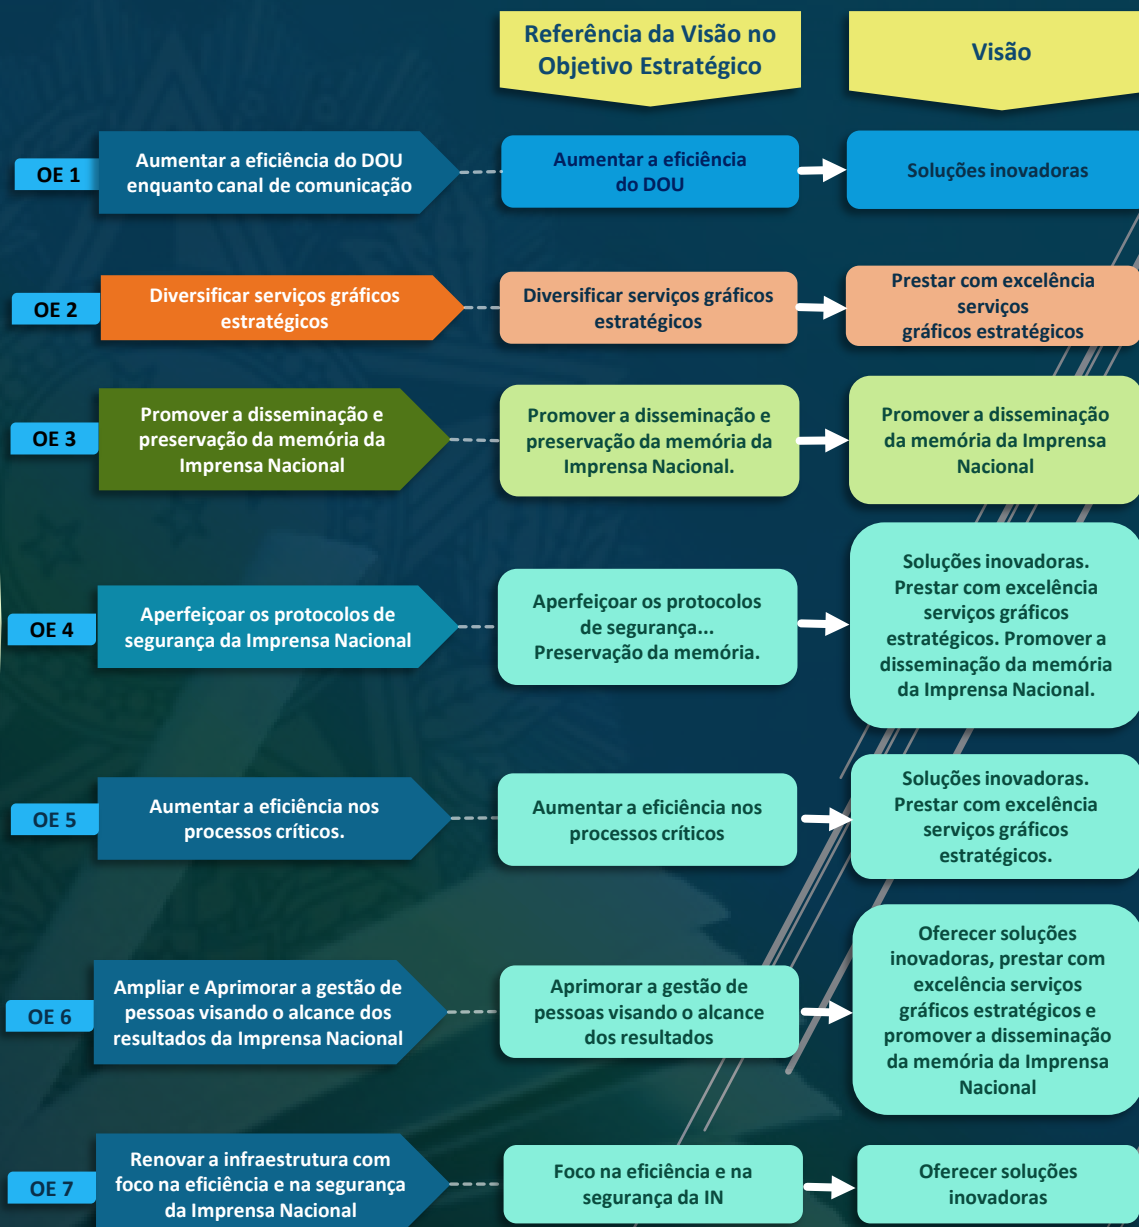 Referência da Visão no
Objetivo Estratégico
Visão
OE 1
Aumentar a eficiência do DOU
enquanto canal de comunicação
Aumentar a eficiência
do DOU
Soluções inovadoras
OE 2
Diversificar serviços gráficos
estratégicos
Diversificar serviços gráficos
estratégicos
Prestar com excelência
serviços
gráficos estratégicos
OE 3
Promover a disseminação e
preservação da memória da
Imprensa Nacional
Promover a disseminação e
preservação da memória da
Imprensa Nacional.
Promover a disseminação
da memória da Imprensa
Nacional
OE 4
Aperfeiçoar os protocolos de
segurança da Imprensa Nacional
Aperfeiçoar os protocolos
de segurança...
Preservação da memória.
Soluções inovadoras.
Prestar com excelência
serviços gráficos
estratégicos. Promover a
disseminação da memória
da Imprensa Nacional.
OE 5
Aumentar a eficiência nos
processos críticos.
Aumentar a eficiência nos
processos críticos
Soluções inovadoras.
Prestar com excelência
serviços gráficos
estratégicos.
OE 6
Ampliar e Aprimorar a gestão de
pessoas visando o alcance dos
resultados da Imprensa Nacional
Aprimorar a gestão de
pessoas visando o alcance
dos resultados
Oferecer soluções
inovadoras, prestar com
excelência serviços
gráficos estratégicos e
promover a disseminação
da memória da Imprensa
Nacional
OE 7
Renovar a infraestrutura com
foco na eficiência e na segurança
da Imprensa Nacional
Foco na eficiência e na
segurança da IN
Oferecer soluções
inovadoras